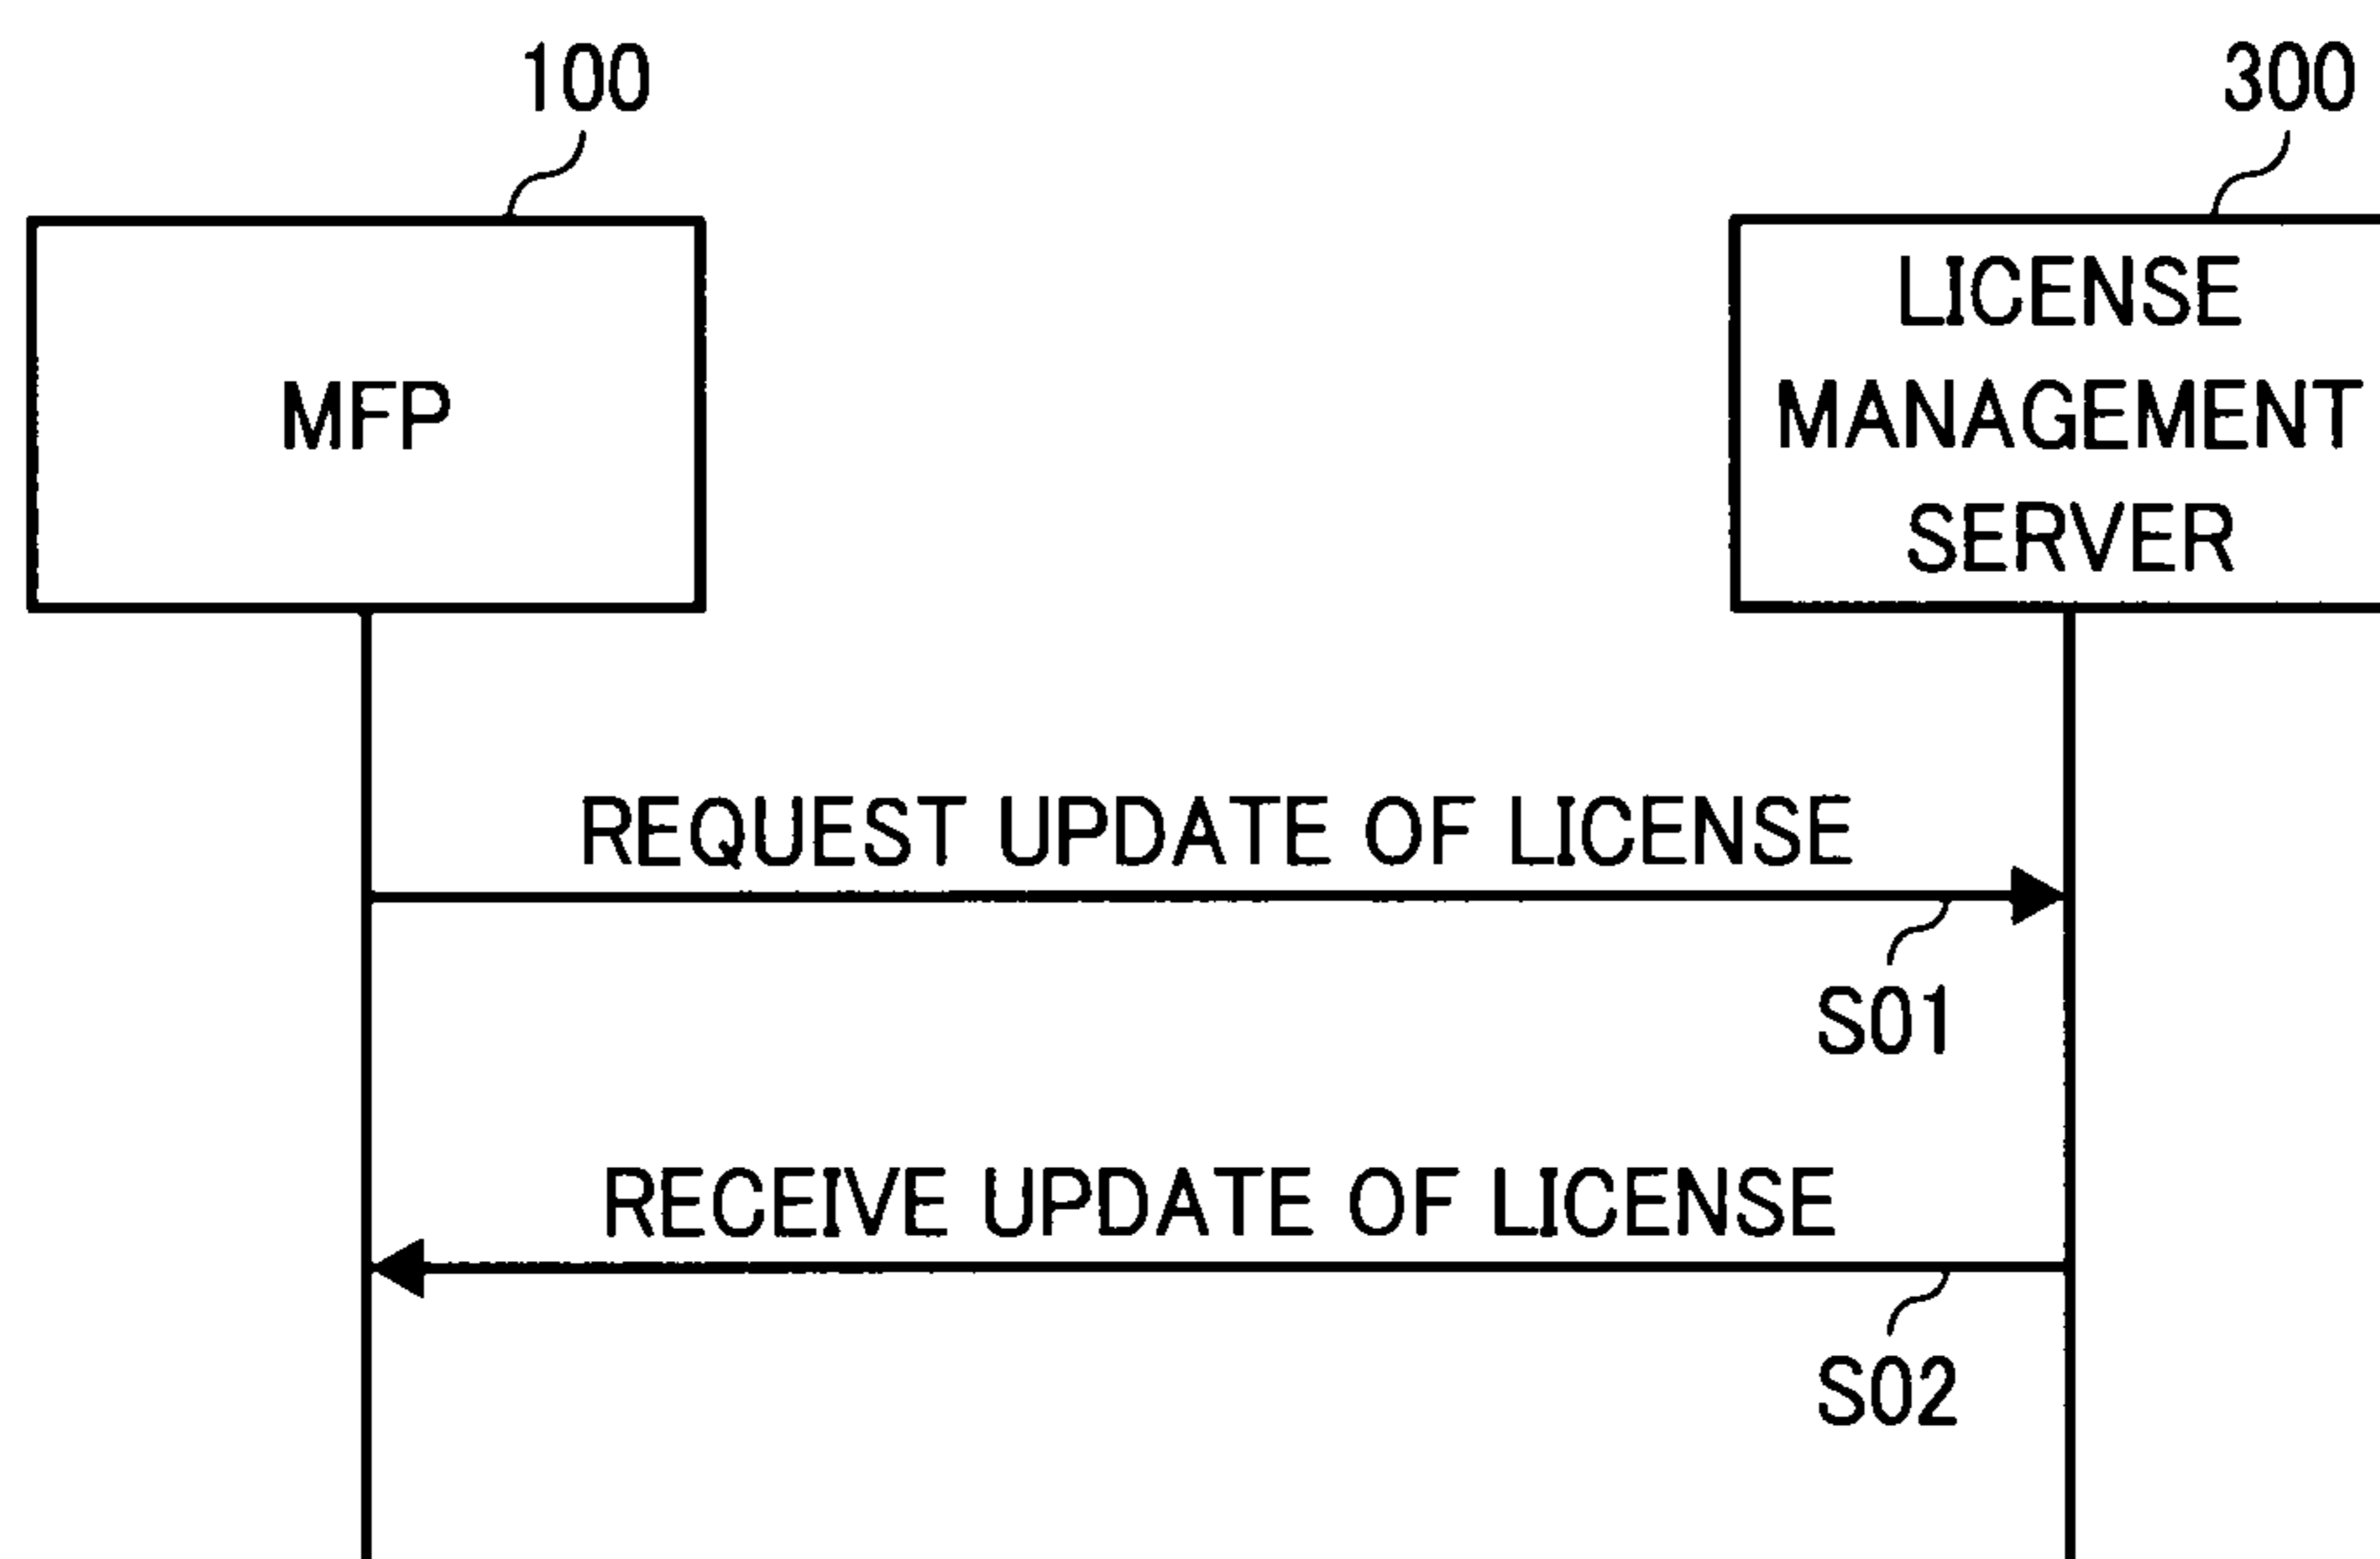 100
300
MFP
LICENSE
MANAGEMENT
SERVER
REQUEST UPDATE OF LICENSE
S01
RECEIVE UPDATE OF LICENSE
S02